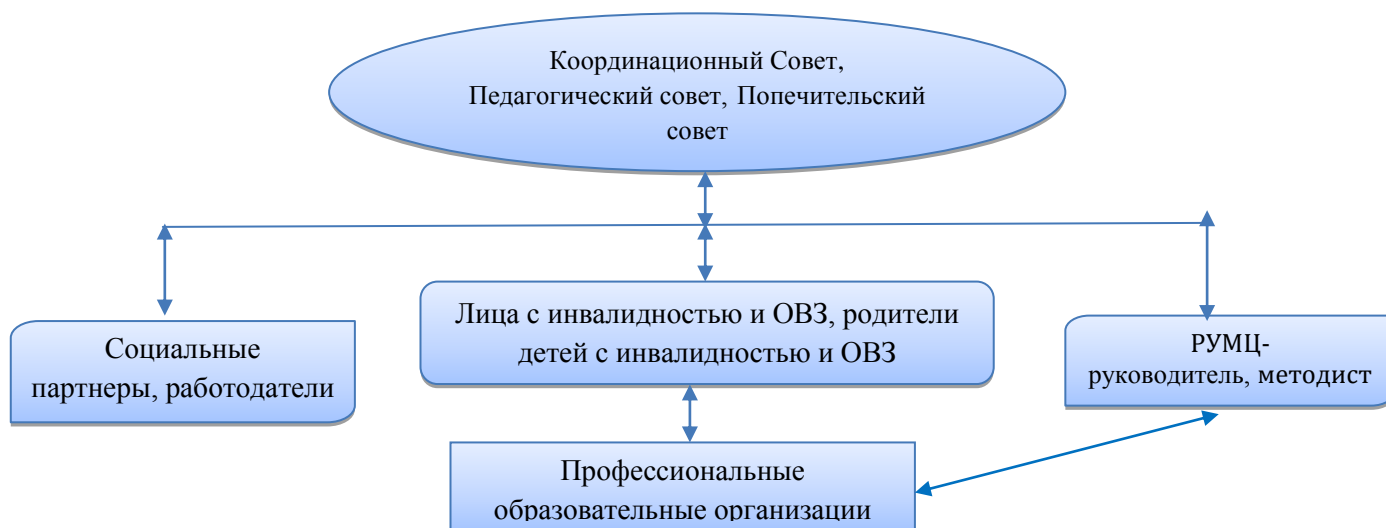 Координационный Совет,
Педагогический совет, Попечительский
совет
Лица с инвалидностью и ОВЗ, родители
детей с инвалидностью и ОВЗ
Социальные
партнеры, работодатели
РУМЦ-
руководитель, методист
Профессиональные
образовательные организации